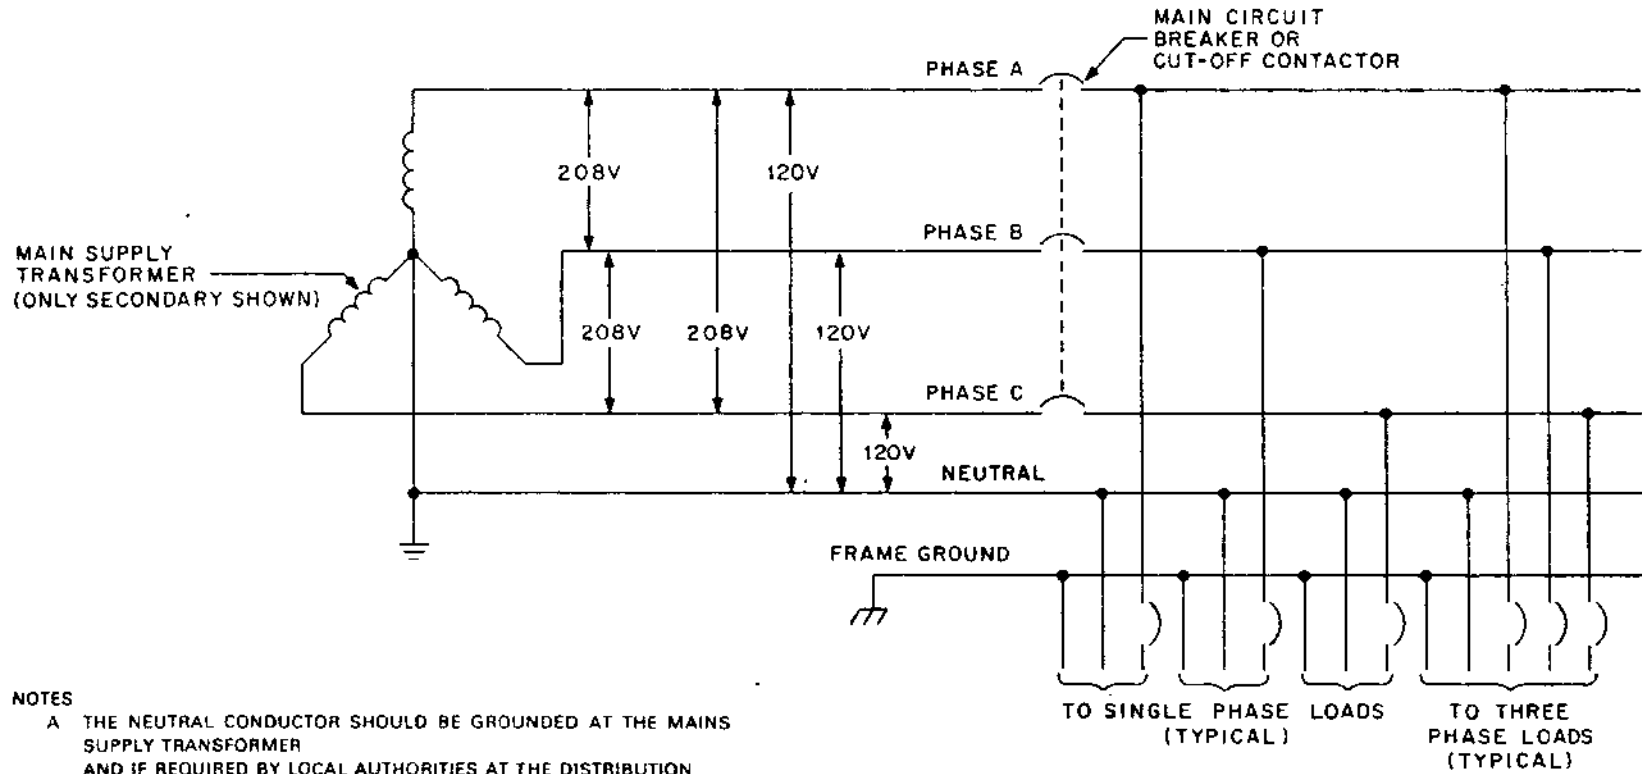 MAIN CIRCUIT
BREAKER OR
CUT-OFF CONTACTOR
PHASE A
208V
120V
PHASE B
MAIN SUPPLY
TRANSFORMER
(ONLY SECONDARY SHOWN)
208V
208V
120V
PHASE C
120V
NEUTRAL
FRAME GROUND
NOTES
A THE NEUTRAL CONDUCTOR SHOULD BE GROUNDED AT THE MAINS
SUPPLY TRANSFORMER
AND IF REQUIRED BY LOCAL AUTHORITIES AT THE DISTRIBUTION
TO SINGLE PHASE LOADS
(TYPICAL)
TO THREE
PHASE LOADS
(TYPICAL)